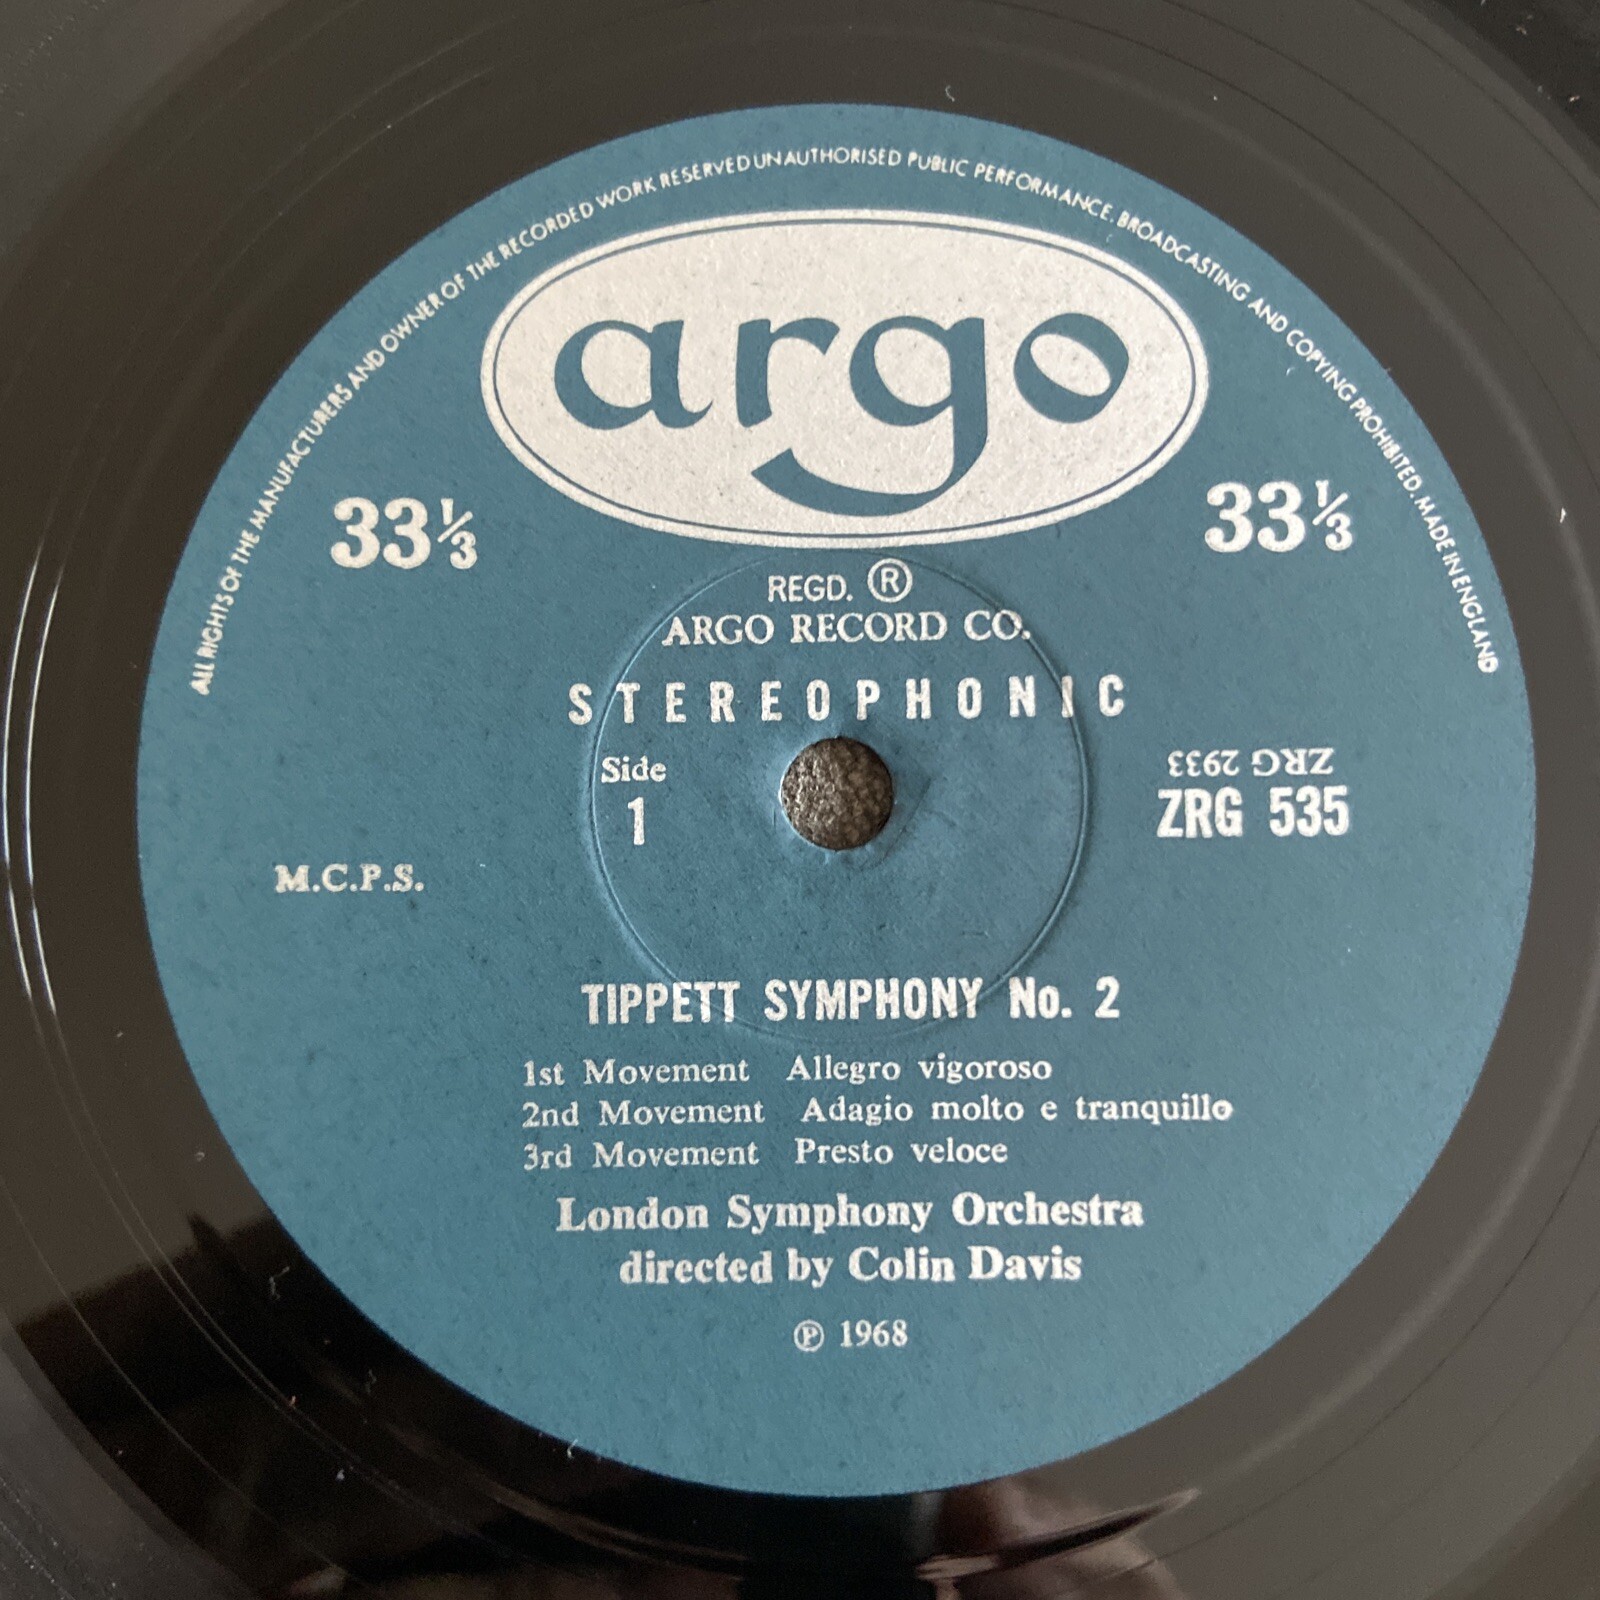 ALL RIGHTS OF THE MANUFACTURERS AND OWNER OF THE RECORDED WORK RESERVED UNAUTHORISED PUBLIC PERFORMANCE. BROADCASTING AND COPYING PROHIBITED. MADE IN ENGLAND
argo
33⅓ 33⅓
REGD. ®
ARGO RECORD CO.
STEREOPHONIC
Side
1
ZRG 2933
ZRG 535
M.C.P.S.
TIPPETT SYMPHONY No. 2
1st Movement Allegro vigoroso
2nd Movement Adagio molto e tranquillo
3rd Movement Presto veloce
London Symphony Orchestra
directed by Colin Davis
℗ 1968